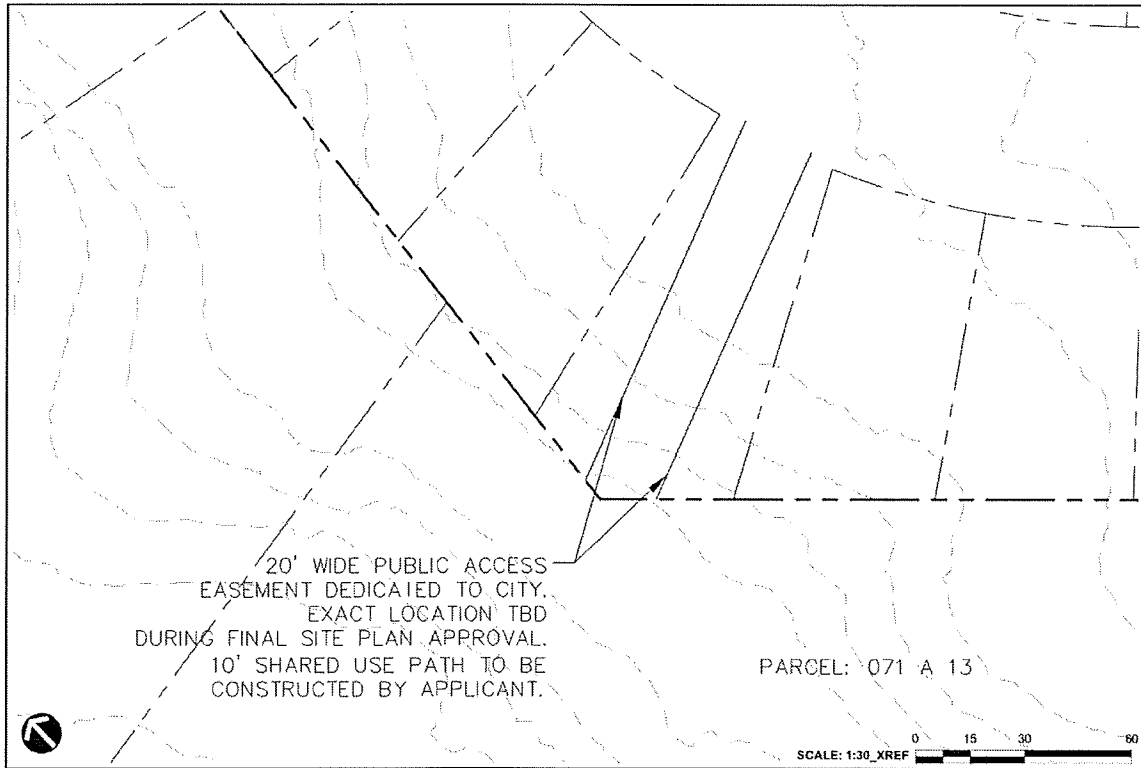 20' WIDE PUBLIC ACCESS
EASEMENT DEDICATED TO CITY.
EXACT LOCATION TBD
DURING FINAL SITE PLAN APPROVAL.
10' SHARED USE PATH TO BE
CONSTRUCTED BY APPLICANT.
PARCEL: 071 A 13
SCALE: 1:30_XREF
0 15 30 60